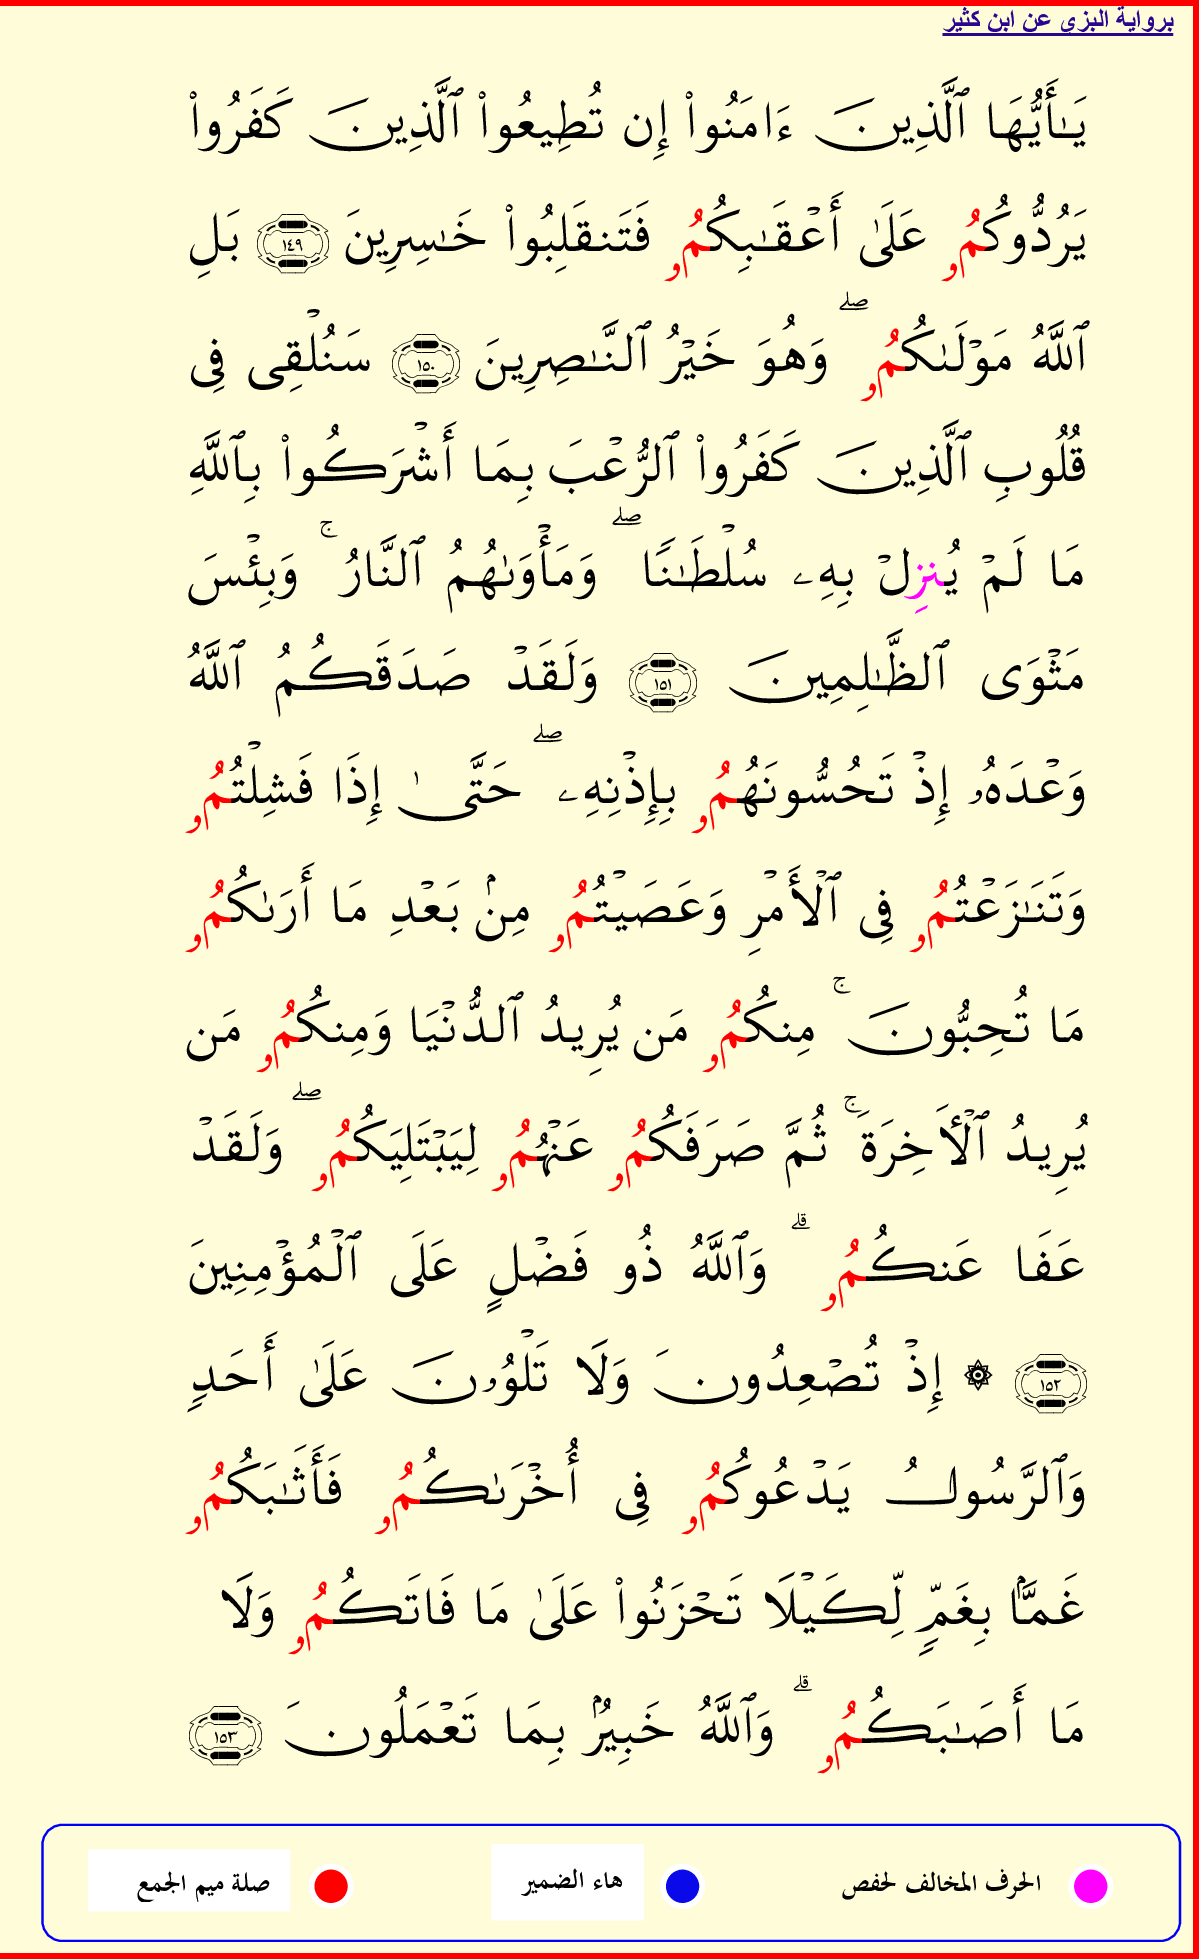 برواية البزي عن ابن كثير
يَـٰٓأَيُّهَا ٱلَّذِينَ ءَامَنُوا۟ إِن تُطِيعُوا۟ ٱلَّذِينَ كَفَرُوا۟
يَرُدُّوكُمُۥ عَلَىٰٓ أَعْقَـٰبِكُمُۥ فَتَنقَلِبُوا۟ خَـٰسِرِينَ ١٤٩ بَلِ
ٱللَّهُ مَوْلَىٰكُمُۥ ۖ وَهُوَ خَيْرُ ٱلنَّـٰصِرِينَ ١٥٠ سَنُلْقِى فِى
قُلُوبِ ٱلَّذِينَ كَفَرُوا۟ ٱلرُّعْبَ بِمَا أَشْرَكُوا۟ بِٱللَّهِ
مَا لَمْ يُنزِلْ بِهِۦ سُلْطَـٰنًا ۖ وَمَأْوَىٰهُمُ ٱلنَّارُ ۚ وَبِئْسَ
مَثْوَى ٱلظَّـٰلِمِينَ ١٥١ وَلَقَدْ صَدَقَكُمُ ٱللَّهُ
وَعْدَهُۥ إِذْ تَحُسُّونَهُمُۥ بِإِذْنِهِۦ ۖ حَتَّىٰ إِذَا فَشِلْتُمُۥ
وَتَنَـٰزَعْتُمُۥ فِى ٱلْأَمْرِ وَعَصَيْتُمُۥ مِنۢ بَعْدِ مَا أَرَىٰكُمُۥ
مَا تُحِبُّونَ ۚ مِنكُمُۥ مَن يُرِيدُ ٱلدُّنْيَا وَمِنكُمُۥ مَن
يُرِيدُ ٱلْأَخِرَةَ ۚ ثُمَّ صَرَفَكُمُۥ عَنْهُمُۥ لِيَبْتَلِيَكُمُۥ ۖ وَلَقَدْ
عَفَا عَنكُمُۥ ۗ وَٱللَّهُ ذُو فَضْلٍ عَلَى ٱلْمُؤْمِنِينَ
١٥٢ ۞ إِذْ تُصْعِدُونَ وَلَا تَلْوُۥنَ عَلَىٰ أَحَدٍ
وَٱلرَّسُولُ يَدْعُوكُمُۥ فِى أُخْرَىٰكُمُۥ فَأَثَـٰبَكُمُۥ
غَمًّۢا بِغَمٍّ لِّكَيْلَا تَحْزَنُوا۟ عَلَىٰ مَا فَاتَكُمُۥ وَلَا
مَا أَصَـٰبَكُمُۥ ۗ وَٱللَّهُ خَبِيرٌۢ بِمَا تَعْمَلُونَ ١٥٣
الحرف المخالف لحفص هاء الضمير صلة ميم الجمع